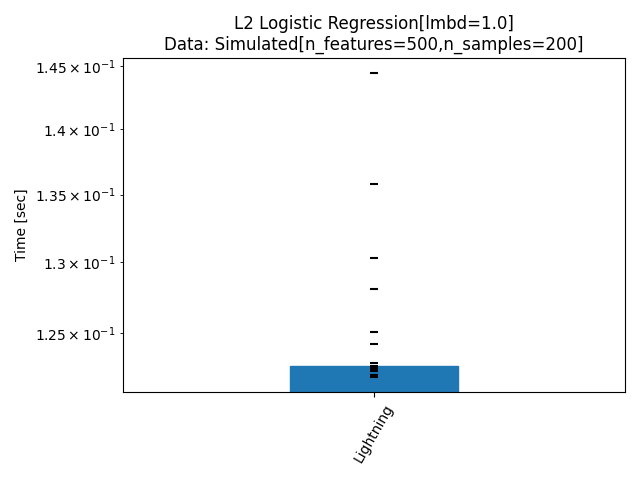 L2 Logistic Regression[lmbd=1.0]
Data: Simulated[n_features=500,n_samples=200]
1.45 × 10⁻¹
1.4 × 10⁻¹
1.35 × 10⁻¹
1.3 × 10⁻¹
1.25 × 10⁻¹
Time [sec]
Lightning